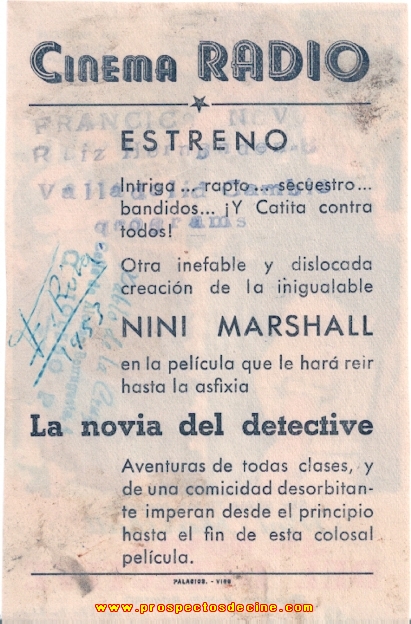 CINEMA RADIO
FRANCISCO
ESTRENO
Intriga... rapto... secuestro...
Valladolid
bandidos... ¡Y Catita contra
programs
todos!
Otra inefable y dislocada
creación de la inigualable
NINI MARSHALL
en la película que le hará reir
hasta la asfixia
La novia del detective
Aventuras de todas clases, y
de una comicidad desorbitan-
te imperan desde el principio
hasta el fin de esta colosal
película.
PALACIOS. - VIGO
www.prospectosdecine.com